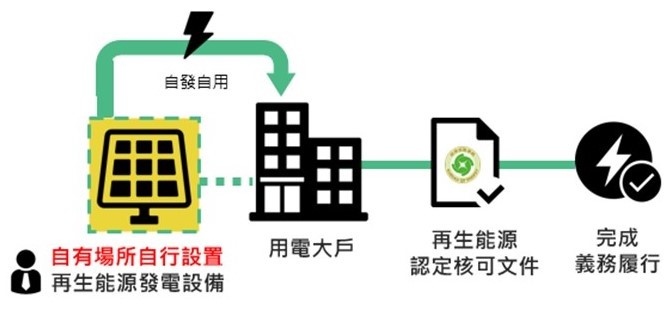 自發自用
自有場所自行設置
再生能源發電設備
用電大戶
再生能源
認定核可文件
完成
義務履行